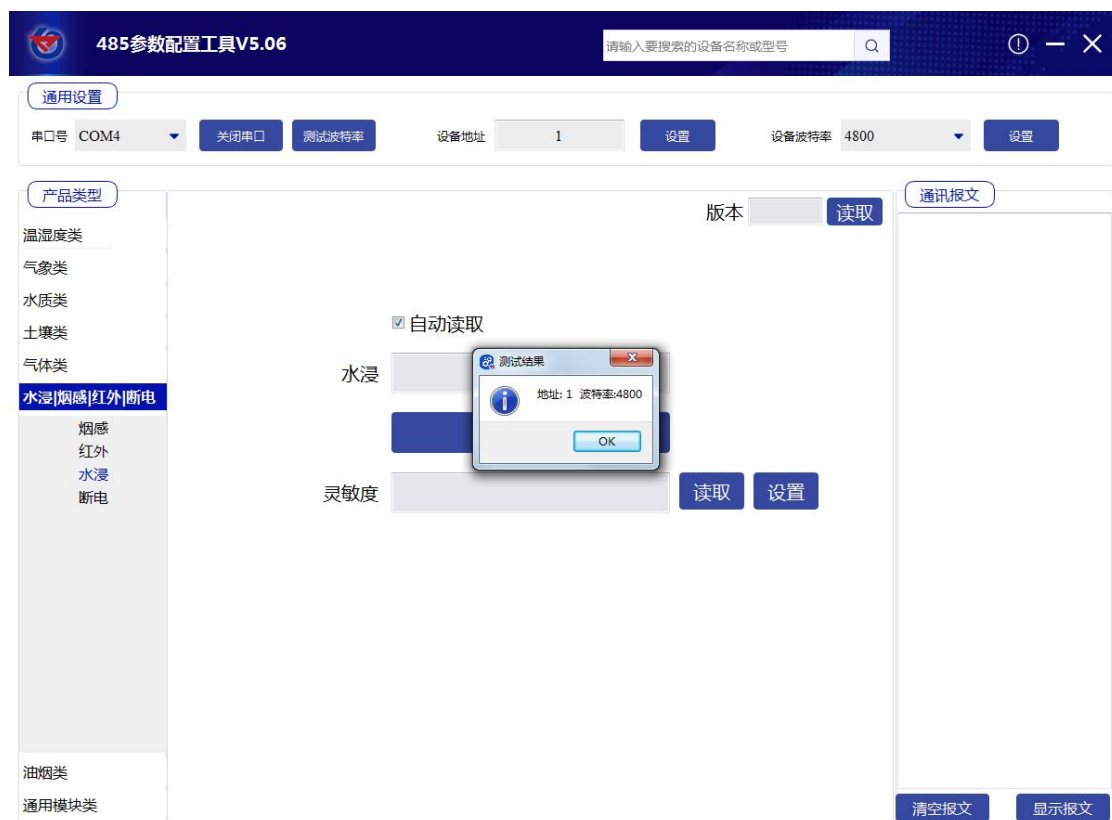 485参数配置工具V5.06
请输入要搜索的设备名称或型号
通用设置
串口号 COM4 关闭串口 测试波特率 设备地址 1 设置 设备波特率 4800 设置
产品类型
通讯报文
版本 读取
温湿度类
气象类
水质类
土壤类
气体类
水浸|烟感|红外|断电
烟感
红外
水浸
断电
油烟类
通用模块类
自动读取
水浸
灵敏度 读取 设置
测试结果
地址: 1 波特率:4800
OK
清空报文 显示报文